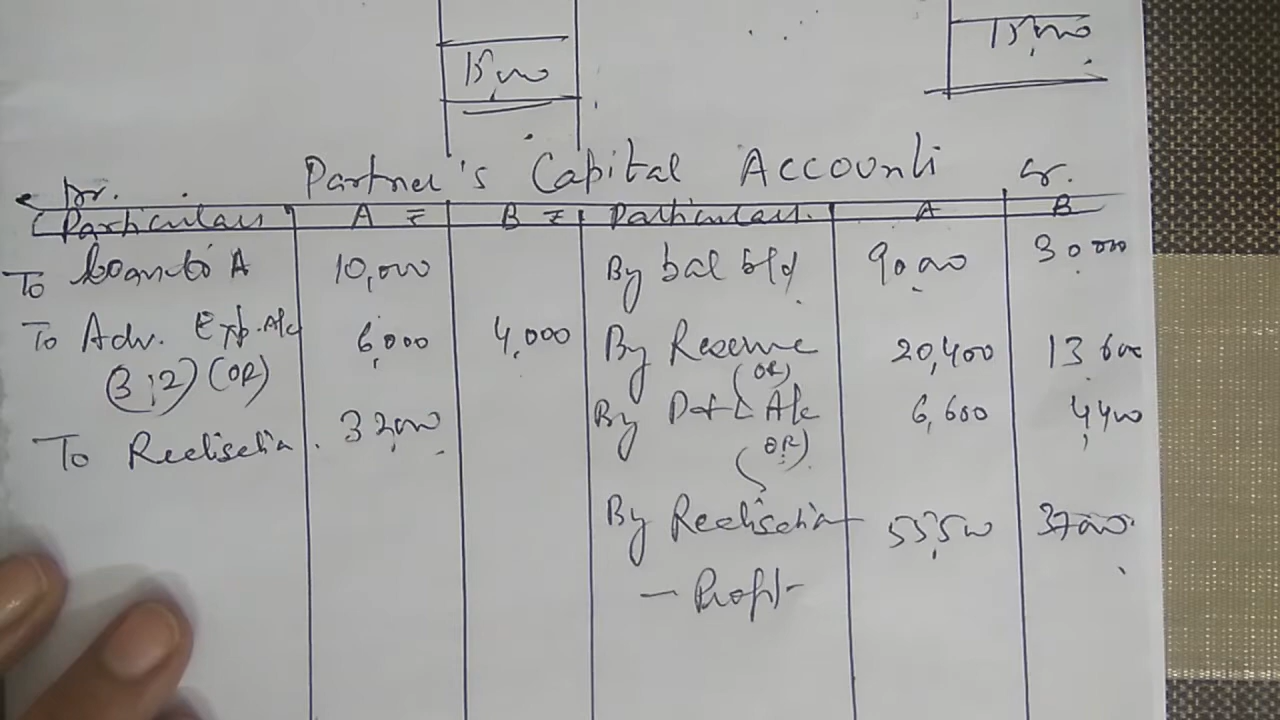 15,000 15,000
Partner's Capital Account
Dr. Cr.
Particulars A ₹ B ₹ Particulars. A B
To Loan to A 10,000 By bal b/d 90,000 30,000
To Adv. Exp. A/c 6,000 4,000 By Reserve 20,400 13,600
(3:2) (OR) (OR)
By P&L A/c 6,600 4,400
To Realisation. 32,000 (OR)
By Realisation 55,500 37,000
- Profit -